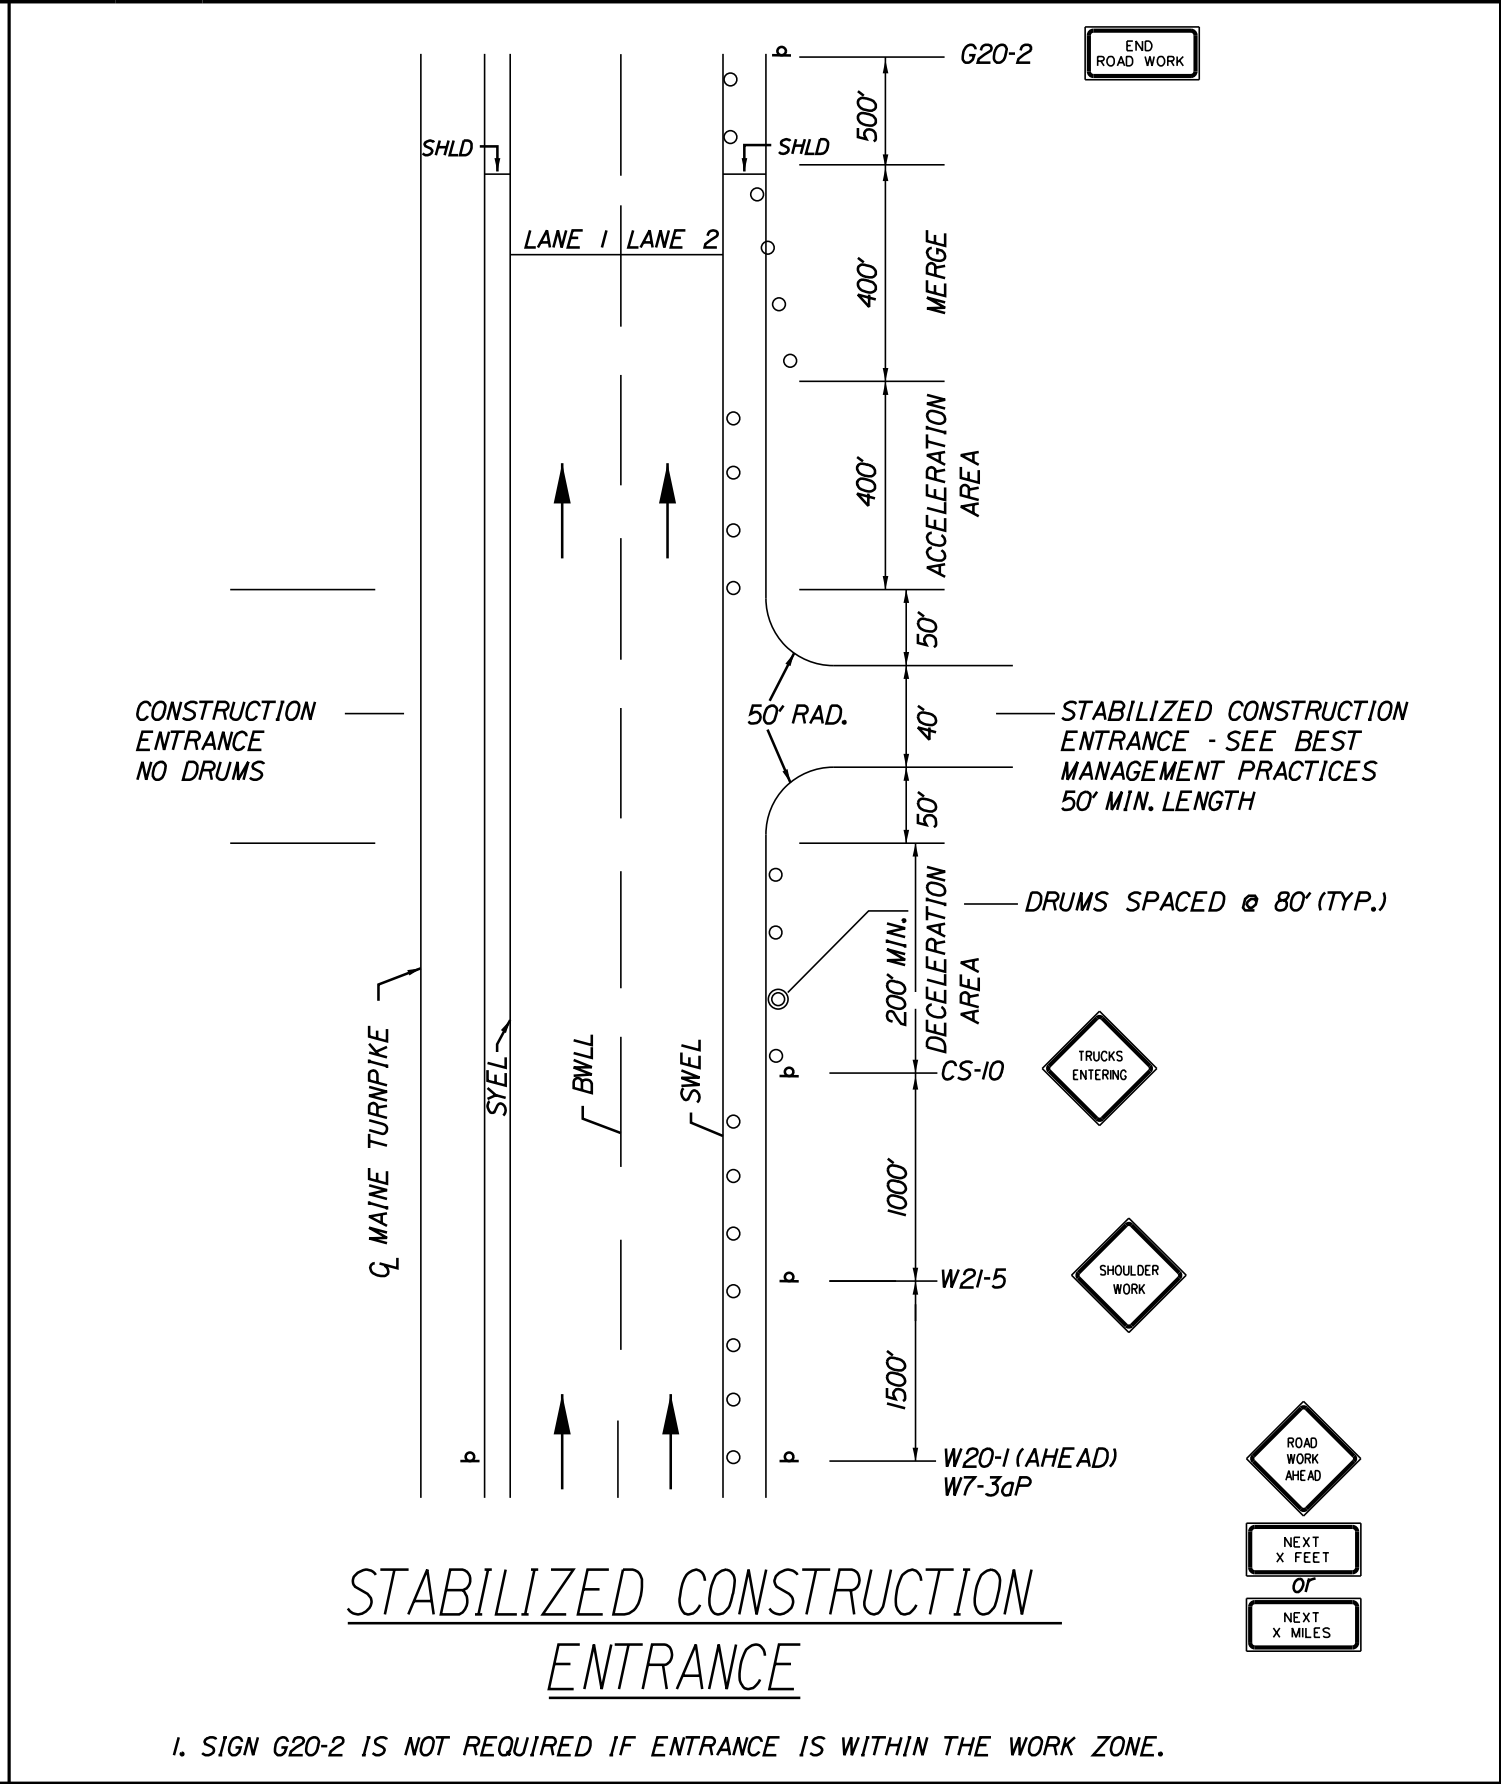 G20-2
END
ROAD WORK
500'
SHLD
SHLD
LANE 1
LANE 2
400'
MERGE
400'
ACCELERATION
AREA
50'
CONSTRUCTION
ENTRANCE
NO DRUMS
50' RAD.
40'
STABILIZED CONSTRUCTION
ENTRANCE - SEE BEST
MANAGEMENT PRACTICES
50' MIN. LENGTH
50'
DRUMS SPACED @ 80' (TYP.)
200' MIN.
DECELERATION
AREA
CS-10
TRUCKS
ENTERING
℄ MAINE TURNPIKE
SYEL
BWLL
SWEL
1000'
W21-5
SHOULDER
WORK
1500'
W20-1 (AHEAD)
W7-3aP
ROAD
WORK
AHEAD
NEXT
X FEET
or
NEXT
X MILES
STABILIZED CONSTRUCTION
ENTRANCE
1. SIGN G20-2 IS NOT REQUIRED IF ENTRANCE IS WITHIN THE WORK ZONE.